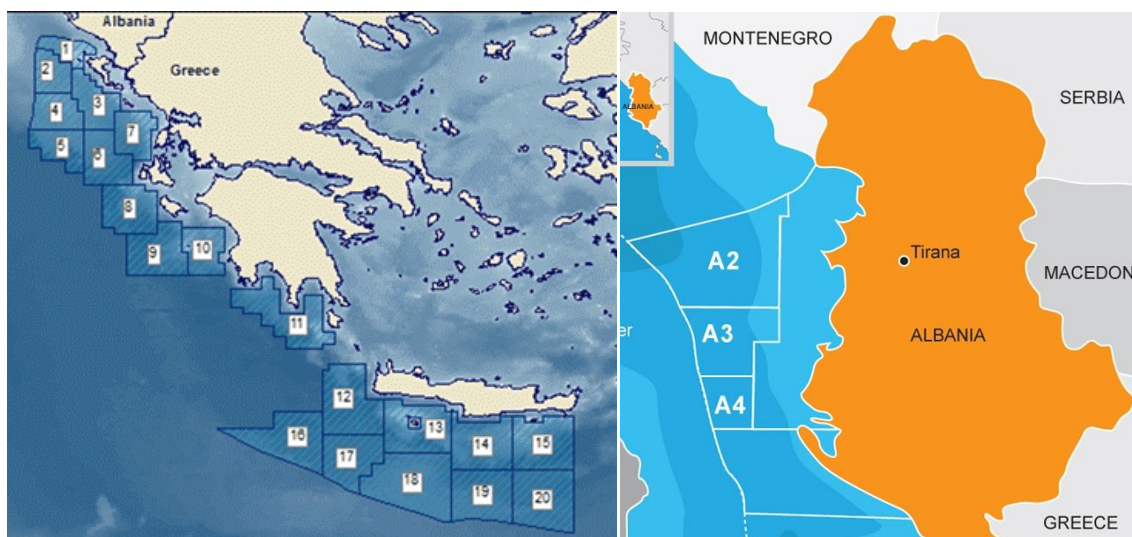 Albania
Greece
1
2
3
4
5
6
7
8
9
10
11
12
13
14
15
16
17
18
19
20
MONTENEGRO
SERBIA
ALBANIA
A2
Tirana
MACEDON
A3
ALBANIA
er
A4
GREECE